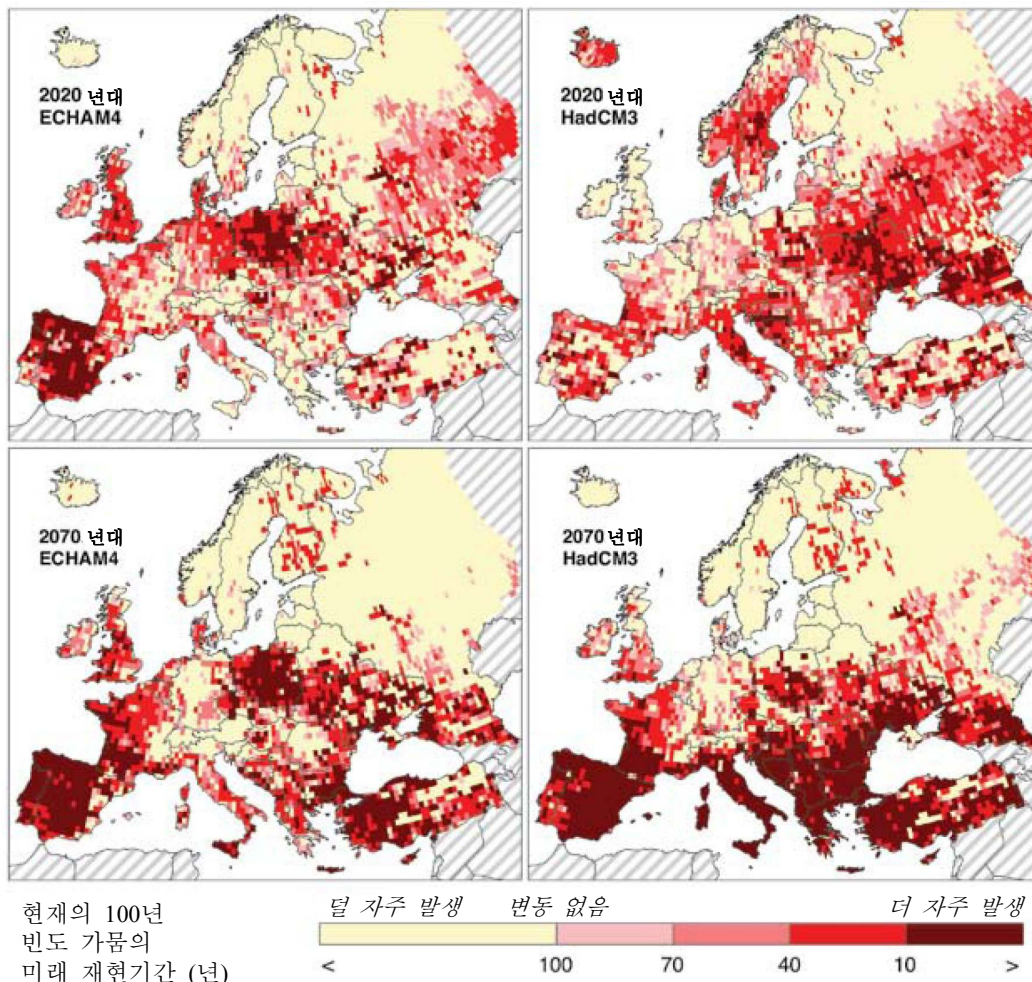 2020 년대
ECHAM4
2020 년대
HadCM3
2070 년대
ECHAM4
2070 년대
HadCM3
현재의 100년
빈도 가뭄의
미래 재현기간 (년)
덜 자주 발생 변동 없음 더 자주 발생
< 100 70 40 10 >